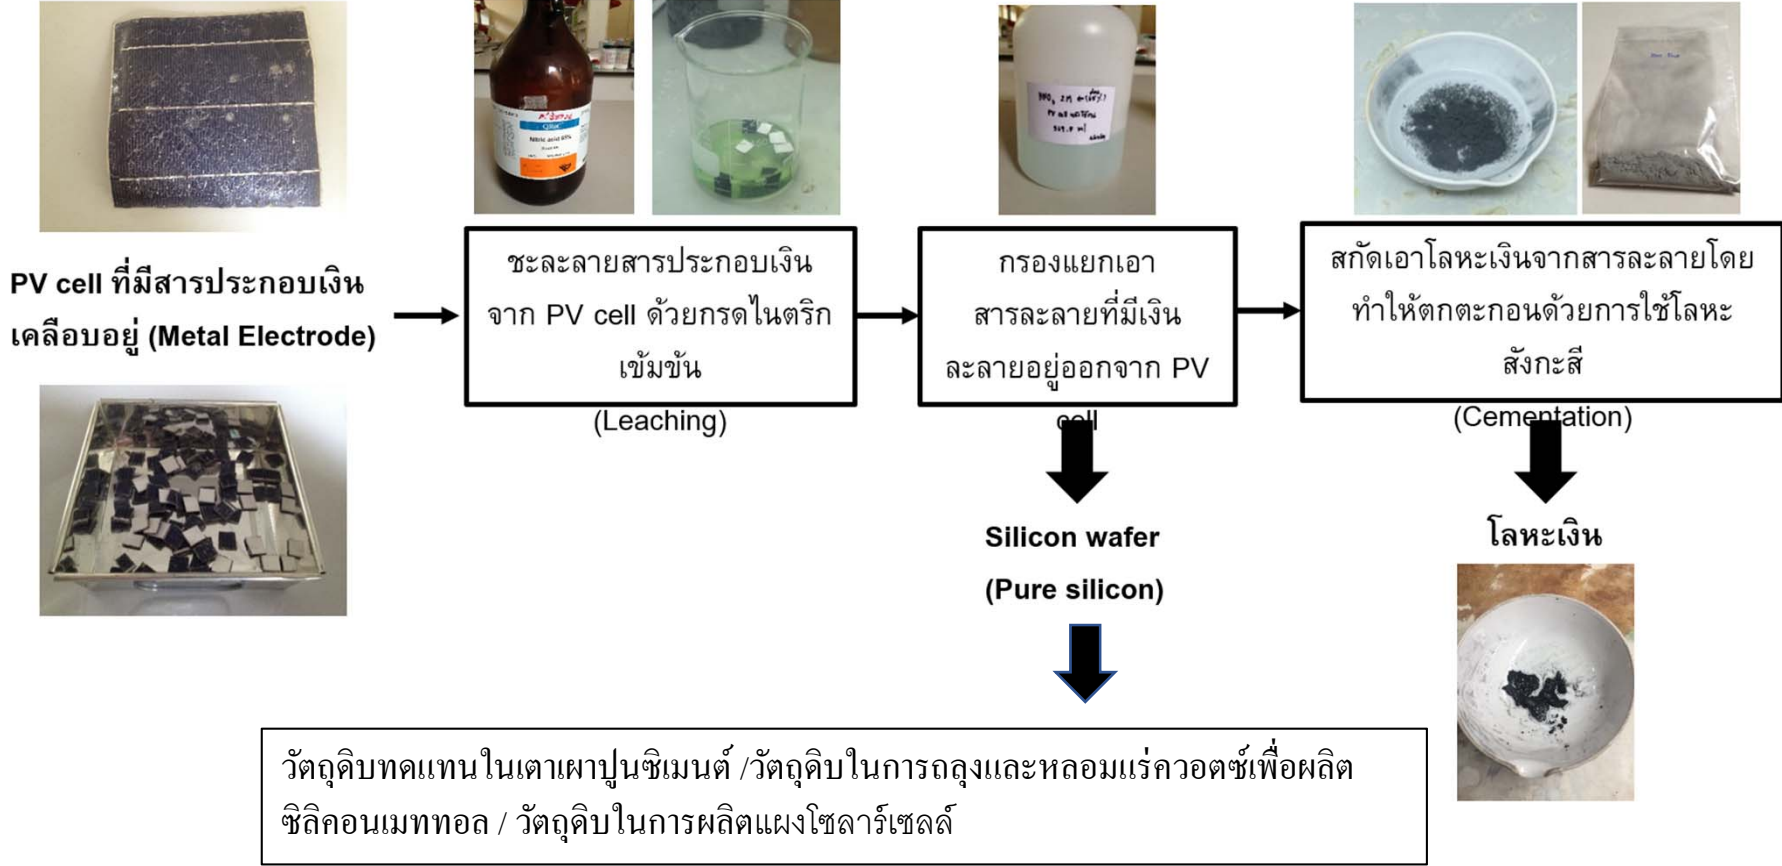 PV cell ที่มีสารประกอบเงิน
เคลือบอยู่ (Metal Electrode)
ชะละลายสารประกอบเงิน
จาก PV cell ด้วยกรดไนตริก
เข้มข้น
(Leaching)
กรองแยกเอา
สารละลายที่มีเงิน
ละลายอยู่ออกจาก PV
cell
สกัดเอาโลหะเงินจากสารละลายโดย
ทำให้ตกตะกอนด้วยการใช้โลหะ
สังกะสี
(Cementation)
Silicon wafer
(Pure silicon)
โลหะเงิน
วัตถุดิบทดแทนในเตาเผาปูนซิเมนต์ /วัตถุดิบในการถลุงและหลอมแร่ควอตซ์เพื่อผลิต
ซิลิคอนเมททอล / วัตถุดิบในการผลิตแผงโซลาร์เซลล์
Nitric acid 65%
HNO₃ 2M
PV cell
ml